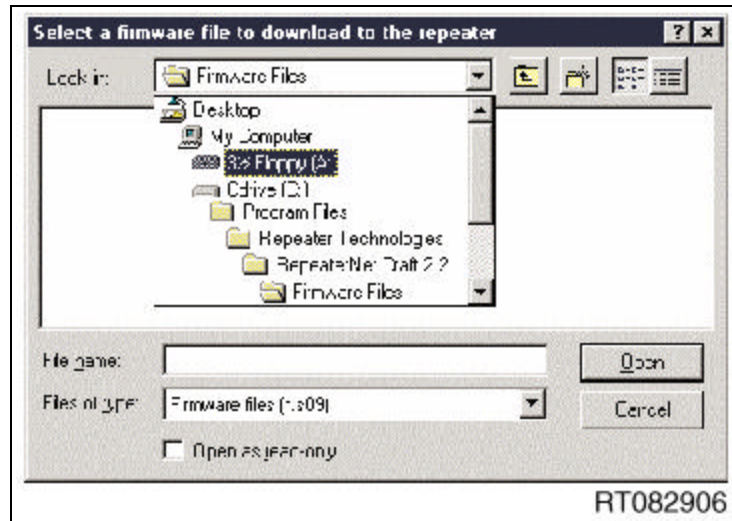 Select a firmware file to download to the repeater
Look in: Firmware Files
Desktop
My Computer
3½ Floppy (A:
Cdrive (C:)
Program Files
Repeater Technologies
RepeaterNet Craft 2.2
Firmware Files
File name:
Open
Files of type: Firmware files (*.s09)
Cancel
Open as read-only
RT082906